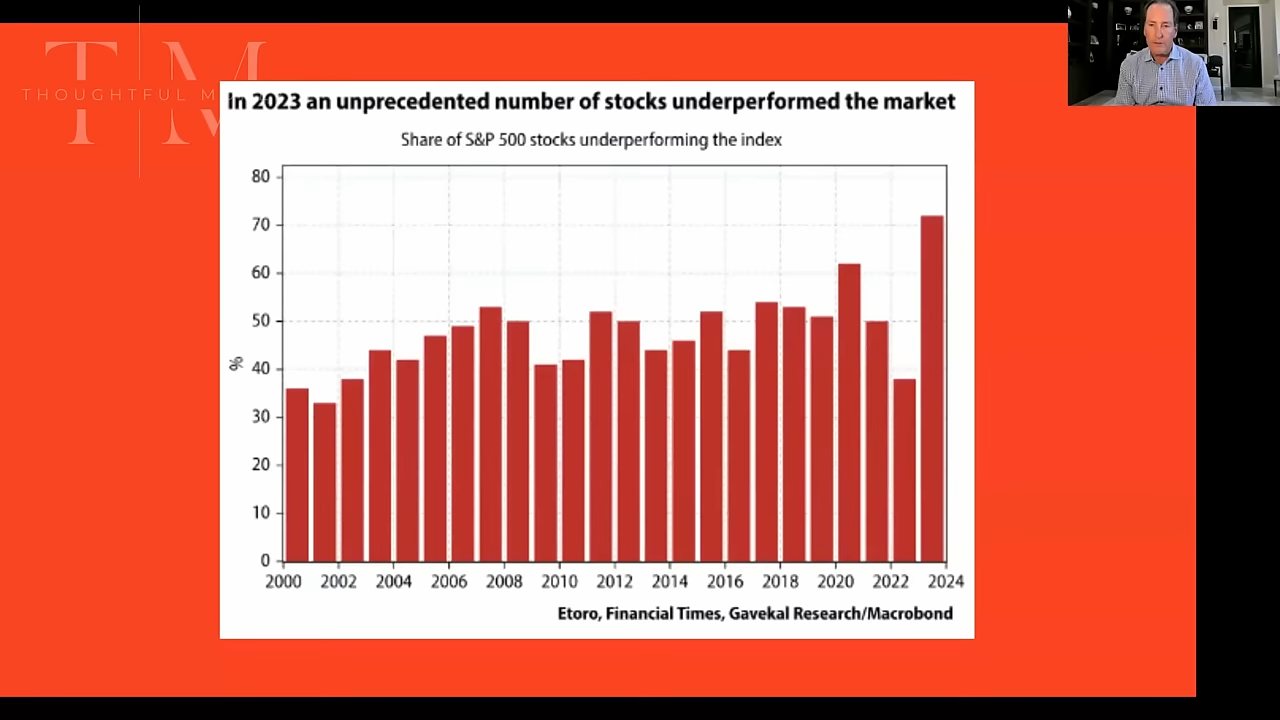 T M
THOUGHTFUL M
In 2023 an unprecedented number of stocks underperformed the market
Share of S&P 500 stocks underperforming the index
80
70
60
50
40
30
20
10
0
%
2000 2002 2004 2006 2008 2010 2012 2014 2016 2018 2020 2022 2024
Etoro, Financial Times, Gavekal Research/Macrobond